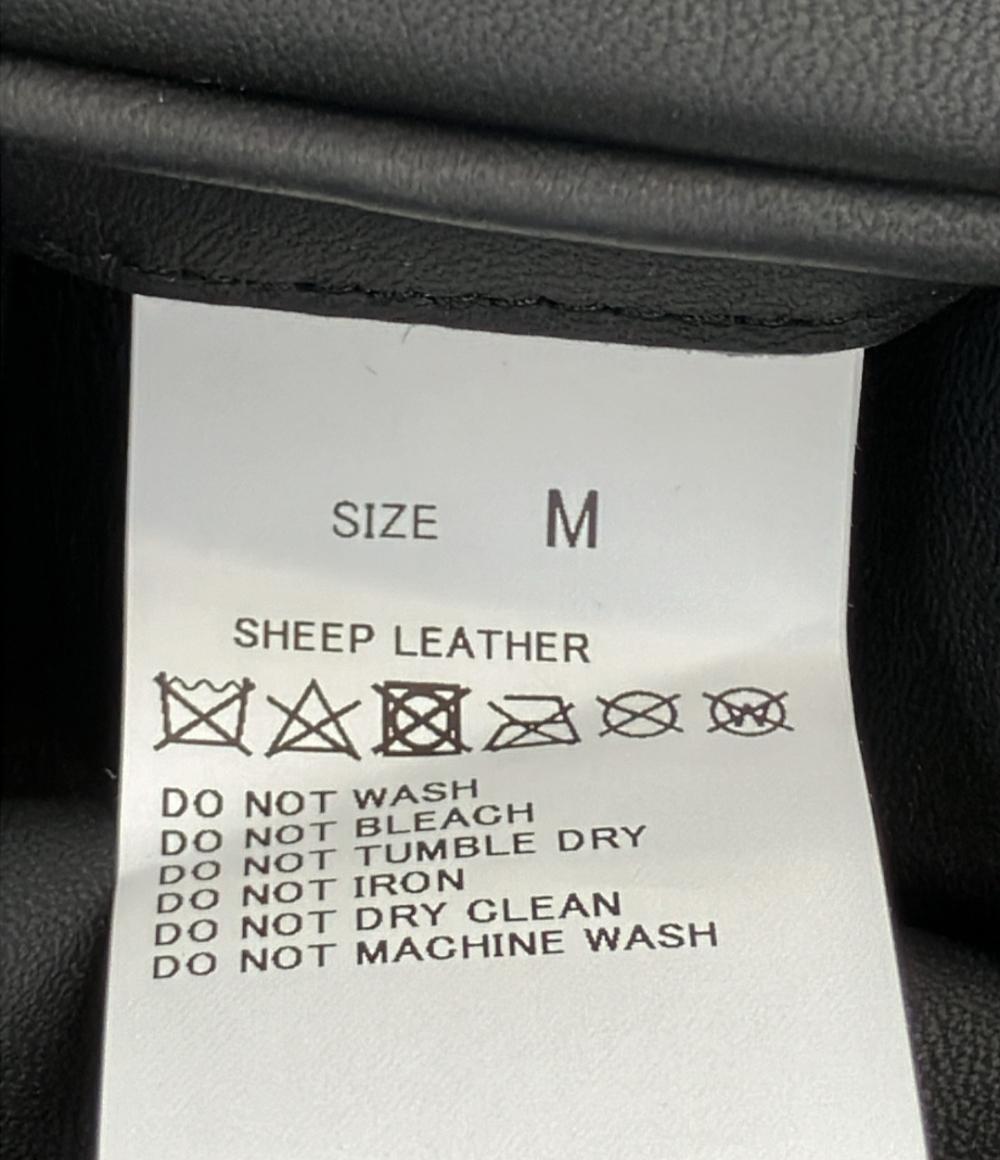 SIZE M
SHEEP LEATHER
W
DO NOT WASH
DO NOT BLEACH
DO NOT TUMBLE DRY
DO NOT IRON
DO NOT DRY CLEAN
DO NOT MACHINE WASH